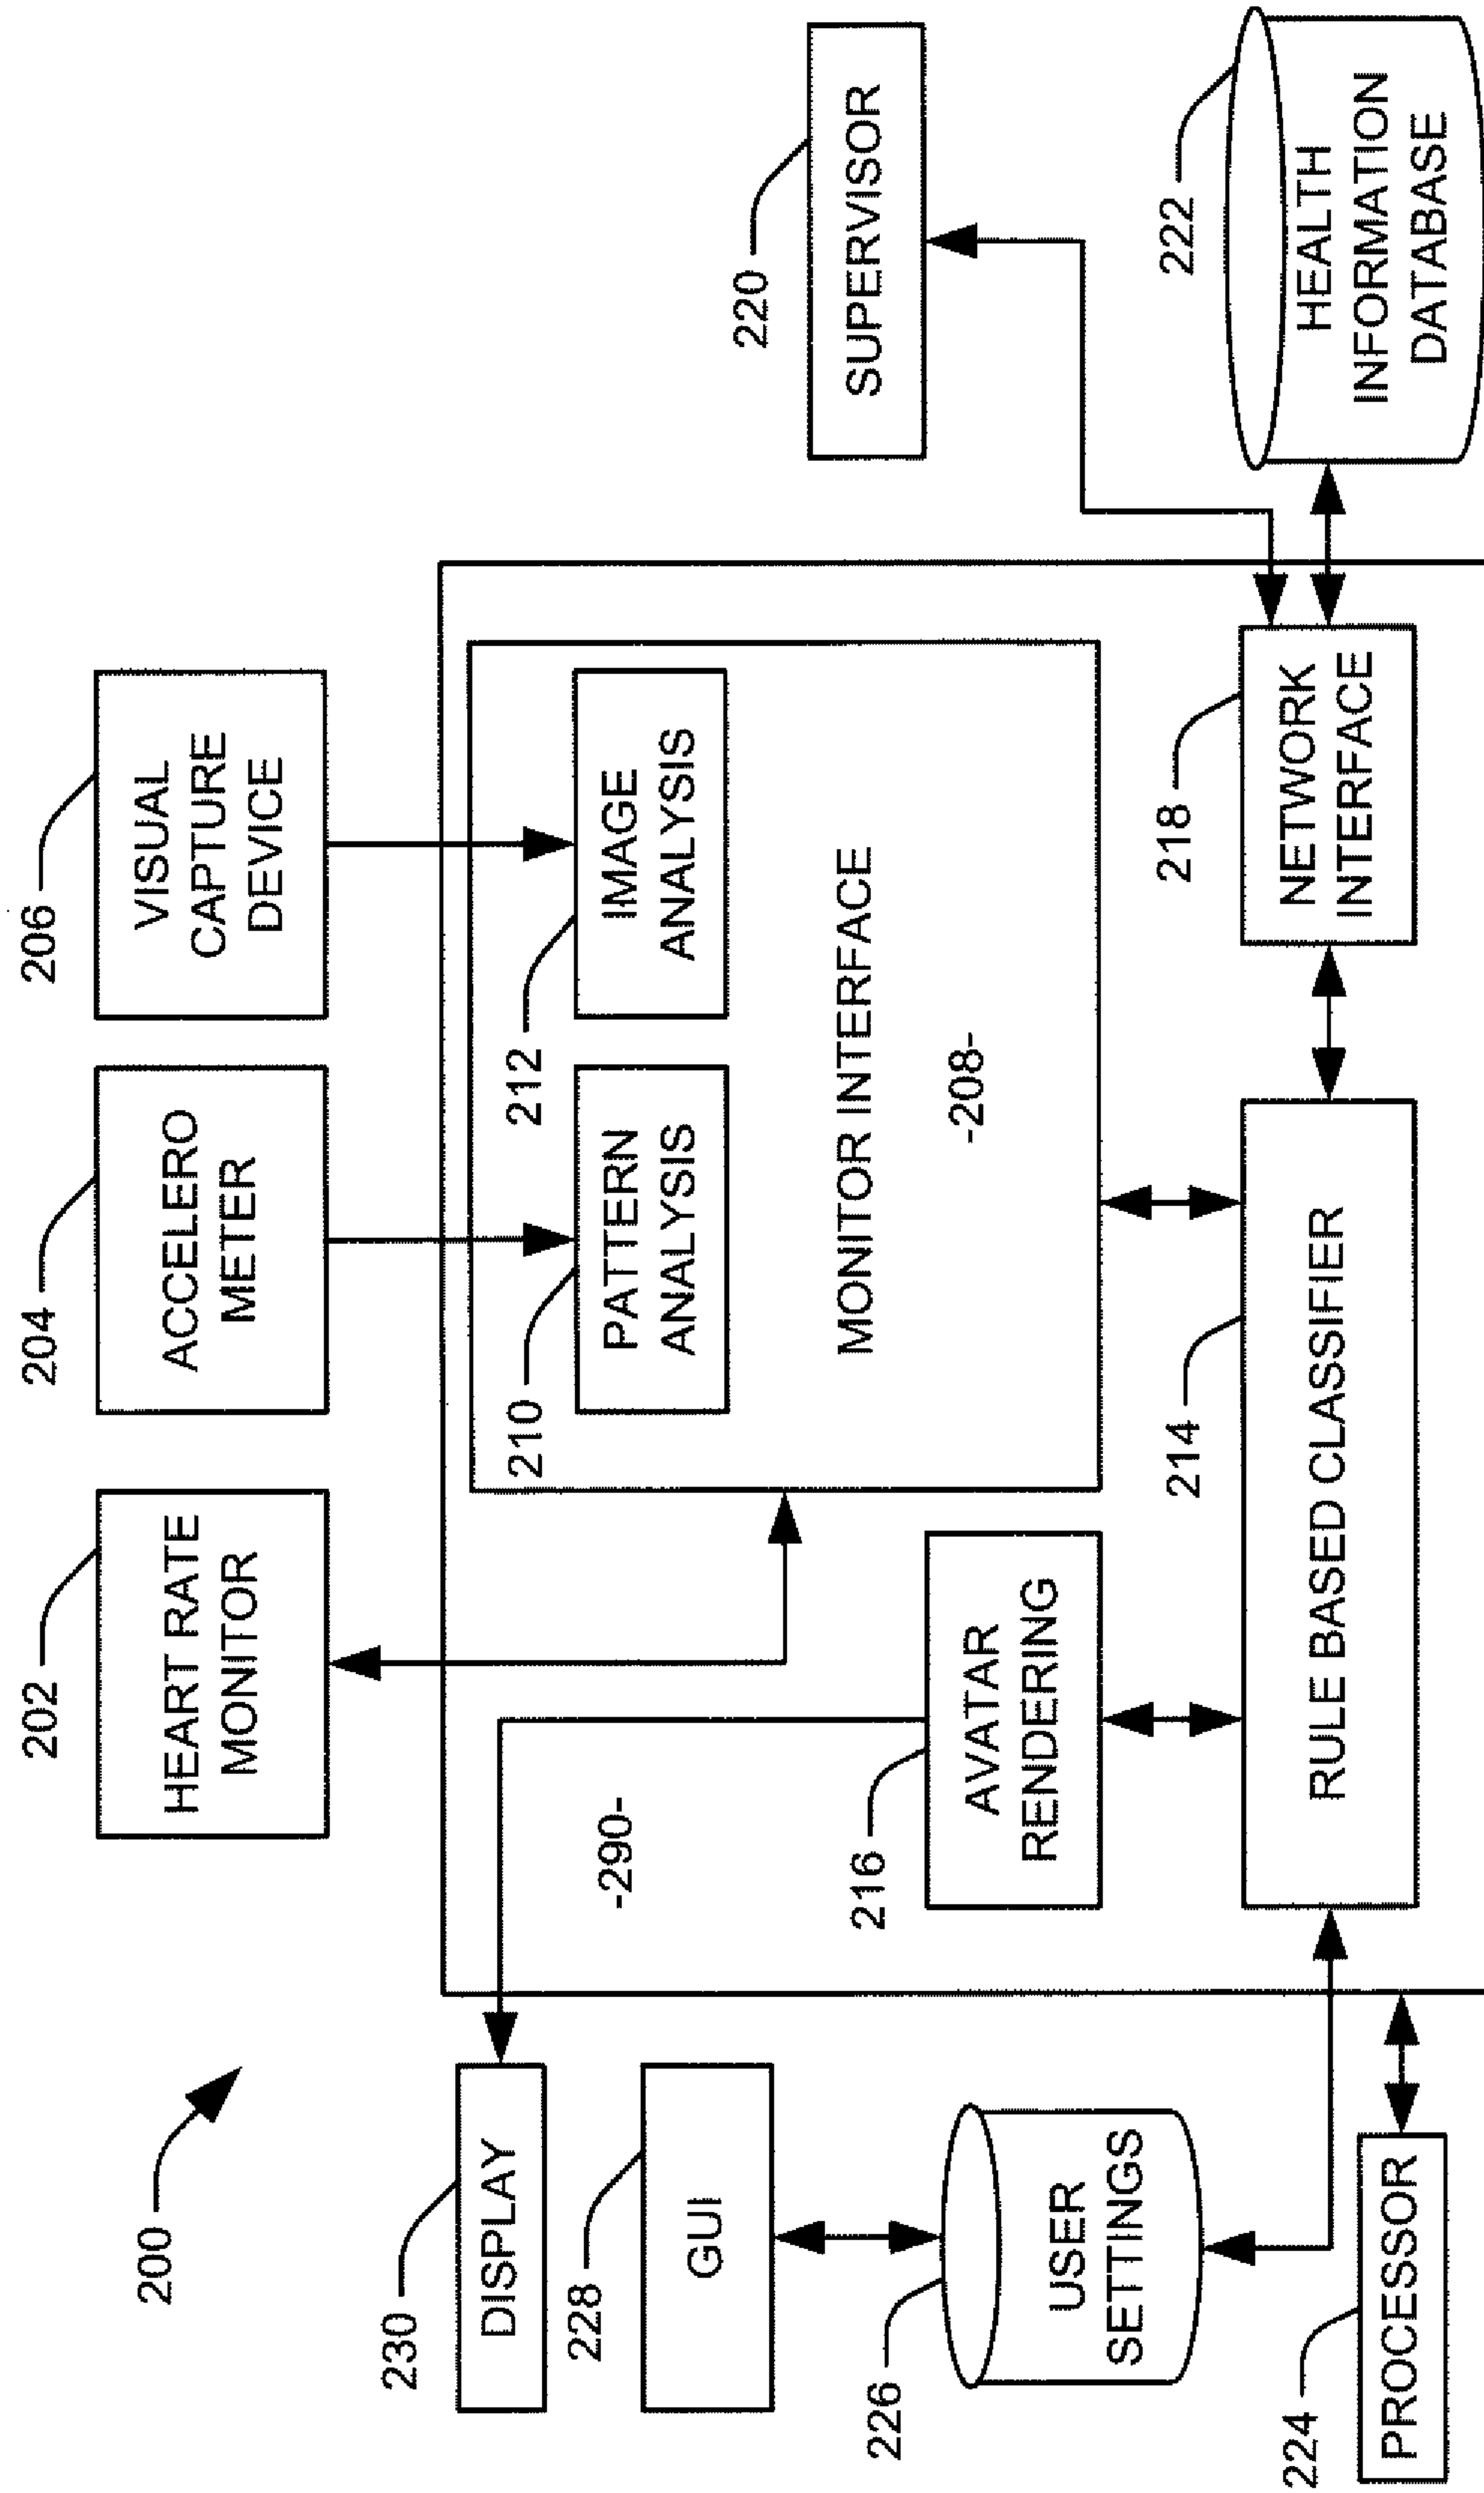 200
202
HEART RATE
MONITOR
204
ACCELERO
METER
206
VISUAL
CAPTURE
DEVICE
230
DISPLAY
228
GUI
226
USER
SETTINGS
224
PROCESSOR
-290-
210
PATTERN
ANALYSIS
212
IMAGE
ANALYSIS
MONITOR INTERFACE
-208-
216
AVATAR
RENDERING
214
RULE BASED CLASSIFIER
218
NETWORK
INTERFACE
220
SUPERVISOR
222
HEALTH
INFORMATION
DATABASE